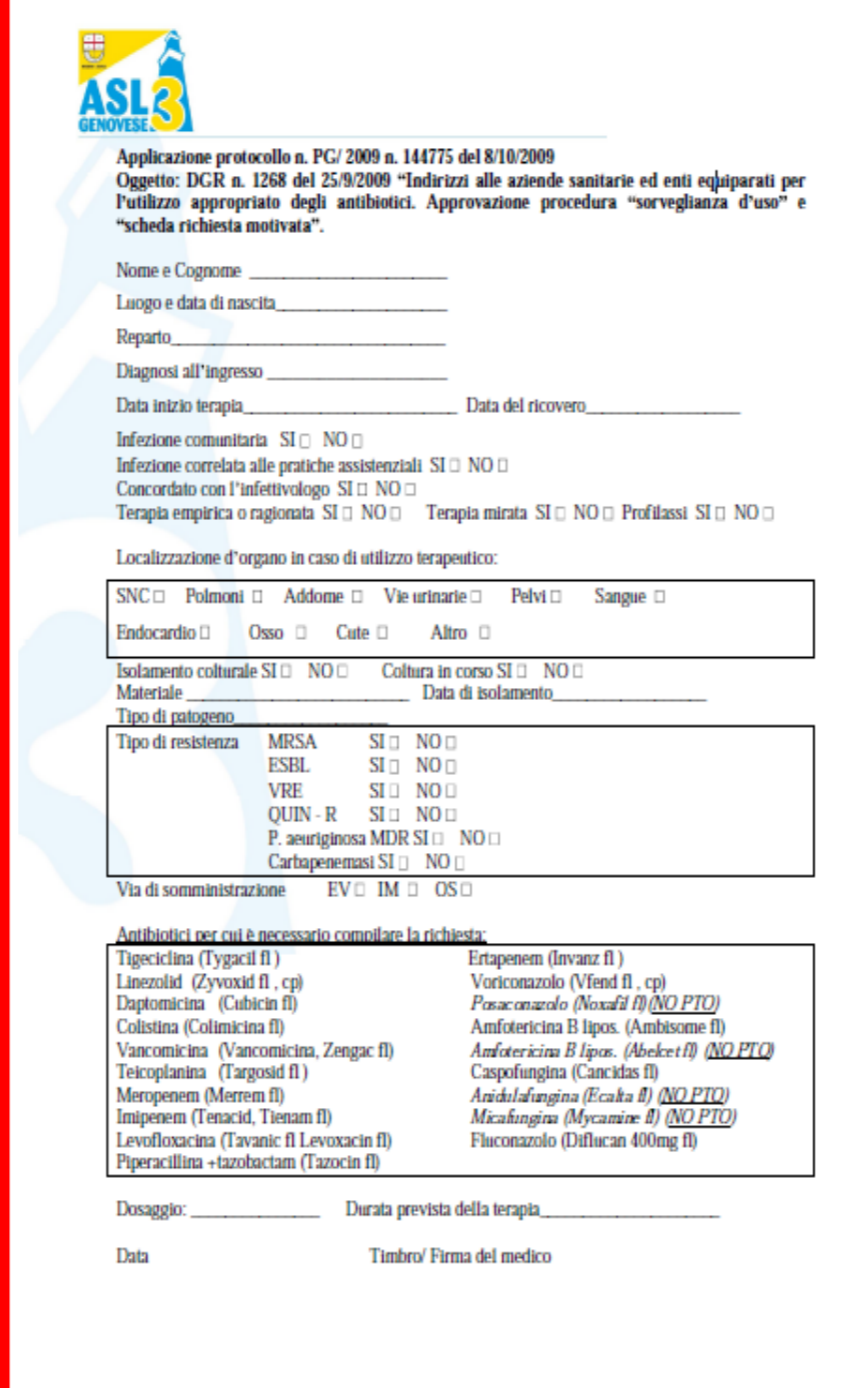 ASL 3
GENOVESE
Applicazione protocollo n. PG/ 2009 n. 144775 del 8/10/2009
Oggetto: DGR n. 1268 del 25/9/2009 “Indirizzi alle aziende sanitarie ed enti equiparati per
l’utilizzo appropriato degli antibiotici. Approvazione procedura “sorveglianza d’uso” e
“scheda richiesta motivata”.
Nome e Cognome _______________________
Luogo e data di nascita____________________
Reparto________________________________
Diagnosi all’ingresso _____________________
Data inizio terapia_________________________ Data del ricovero__________________
Infezione comunitaria SI □ NO □
Infezione correlata alle pratiche assistenziali SI □ NO □
Concordato con l’infettivologo SI □ NO □
Terapia empirica o ragionata SI □ NO □ Terapia mirata SI □ NO □ Profilassi SI □ NO □
Localizzazione d’organo in caso di utilizzo terapeutico:
SNC □ Polmoni □ Addome □ Vie urinarie □ Pelvi □ Sangue □
Endocardio □ Osso □ Cute □ Altro □
Isolamento colturale SI □ NO □ Coltura in corso SI □ NO □
Materiale __________________________ Data di isolamento__________________
Tipo di patogeno__________________
Tipo di resistenza MRSA SI □ NO □
ESBL SI □ NO □
VRE SI □ NO □
QUIN - R SI □ NO □
P. aeuriginosa MDR SI □ NO □
Carbapenemasi SI □ NO □
Via di somministrazione EV □ IM □ OS □
Antibiotici per cui è necessario compilare la richiesta:
Tigeciclina (Tygacil fl ) Ertapenem (Invanz fl )
Linezolid (Zyvoxid fl , cp) Voriconazolo (Vfend fl , cp)
Daptomicina (Cubicin fl) Posaconazolo (Noxafil fl)(NO PTO)
Colistina (Colimicina fl) Amfotericina B lipos. (Ambisome fl)
Vancomicina (Vancomicina, Zengac fl) Amfotericina B lipos. (Abelcet fl) (NO PTO)
Teicoplanina (Targosid fl ) Caspofungina (Cancidas fl)
Meropenem (Merrem fl) Anidulafungina (Ecalta fl) (NO PTO)
Imipenem (Tenacid, Tienam fl) Micafungina (Mycamine fl) (NO PTO)
Levofloxacina (Tavanic fl Levoxacin fl) Fluconazolo (Diflucan 400mg fl)
Piperacillina +tazobactam (Tazocin fl)
Dosaggio: _______________ Durata prevista della terapia_____________________
Data Timbro/ Firma del medico